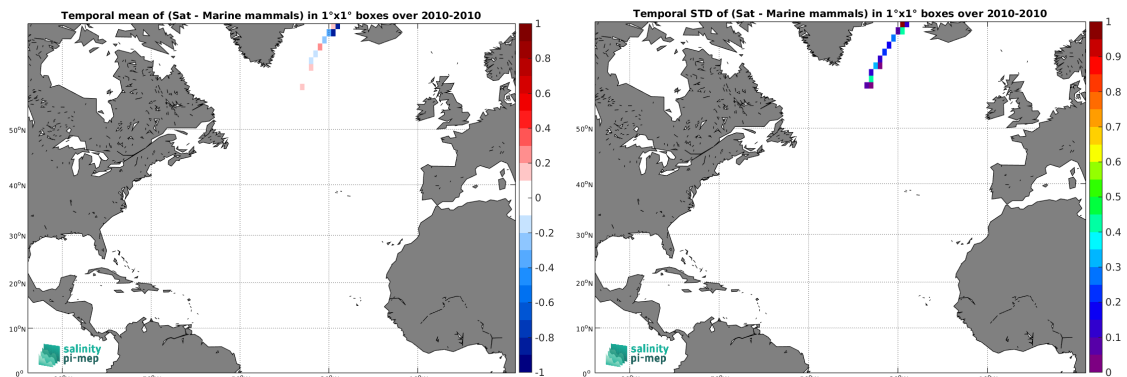 Temporal mean of (Sat - Marine mammals) in 1°x1° boxes over 2010-2010
1
0.8
0.6
0.4
0.2
0
-0.2
-0.4
-0.6
-0.8
-1
50°N
40°N
30°N
20°N
10°N
0°
salinity
pi-mep
Temporal STD of (Sat - Marine mammals) in 1°x1° boxes over 2010-2010
1
0.9
0.8
0.7
0.6
0.5
0.4
0.3
0.2
0.1
0
50°N
40°N
30°N
20°N
10°N
0°
salinity
pi-mep